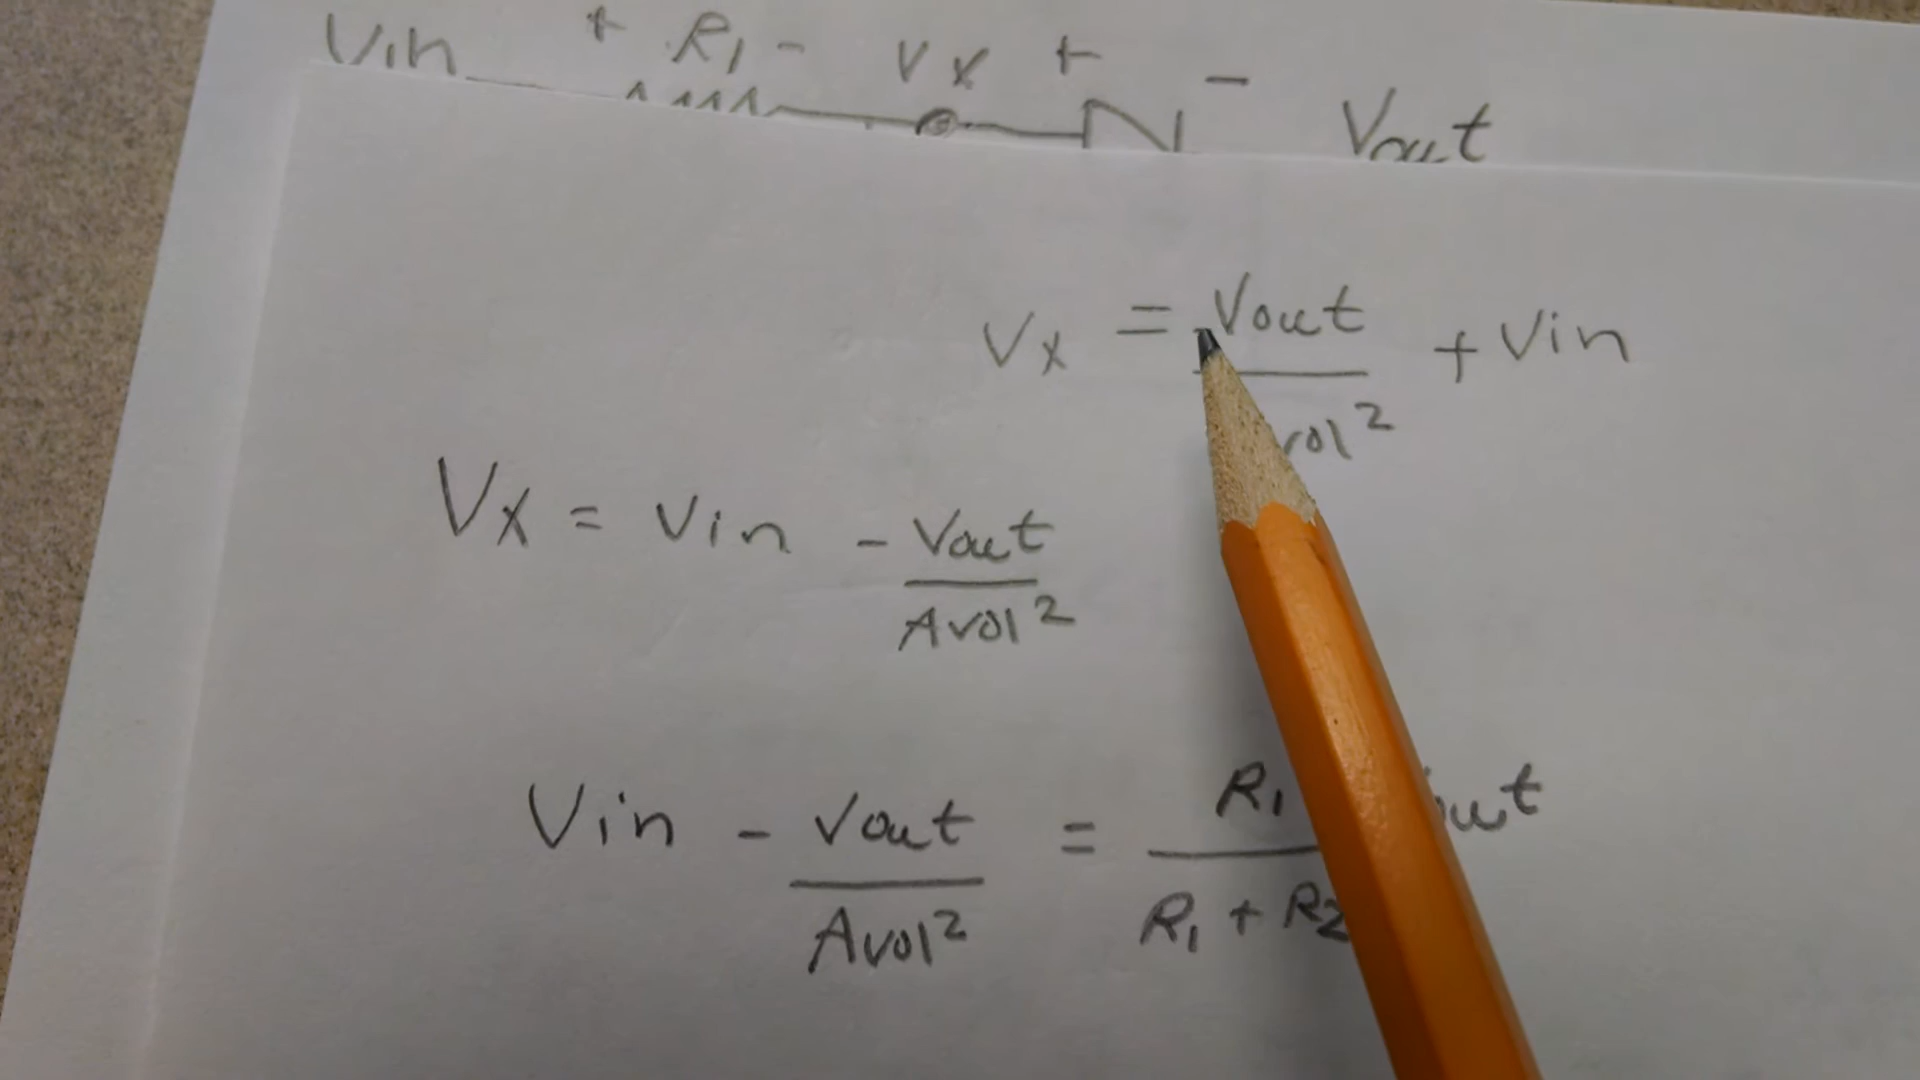 Vin + R1 - Vx + - Vout
Vx = Vout + Vin
Vx = Vin - Vout
Avol²
Vin - Vout = R1
Avol² R1 + R2